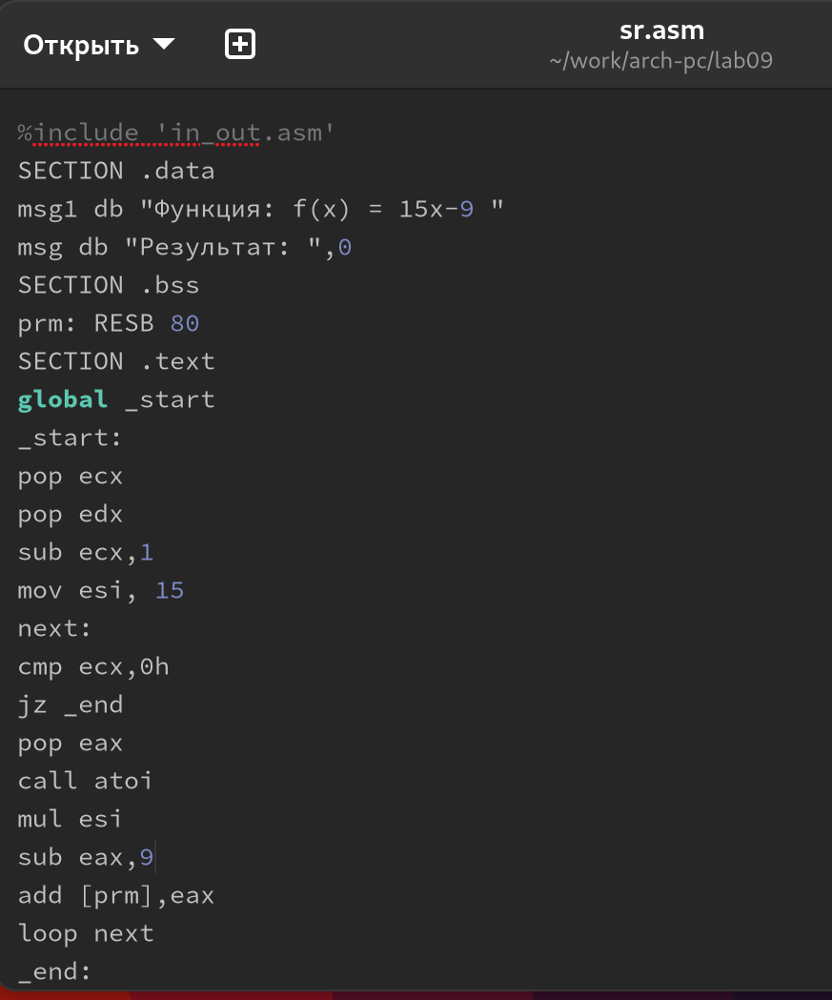 Открыть
sr.asm
~/work/arch-pc/lab09
%include 'in_out.asm'
SECTION .data
msg1 db "Функция: f(x) = 15x-9 "
msg db "Результат: ",0
SECTION .bss
prm: RESB 80
SECTION .text
global _start
_start:
pop ecx
pop edx
sub ecx,1
mov esi, 15
next:
cmp ecx,0h
jz _end
pop eax
call atoi
mul esi
sub eax,9
add [prm],eax
loop next
_end: